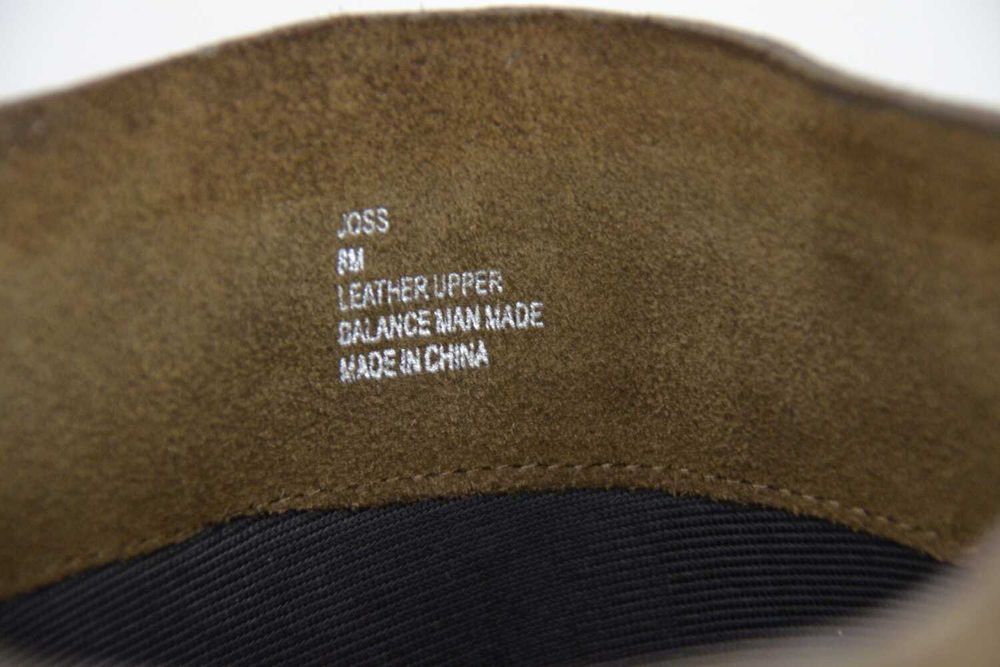 JOSS
8M
LEATHER UPPER
BALANCE MAN MADE
MADE IN CHINA